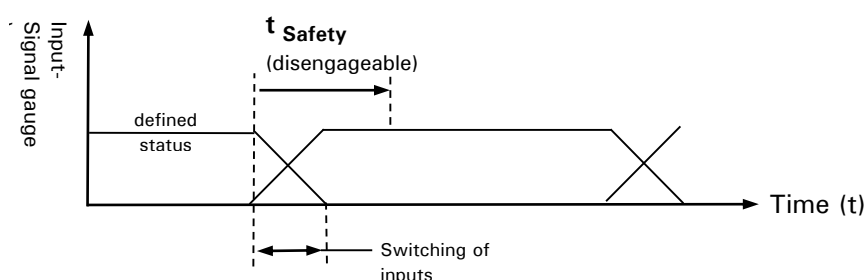 Input-
Signal gauge
t Safety
(disengageable)
defined
status
Time (t)
Switching of
inputs